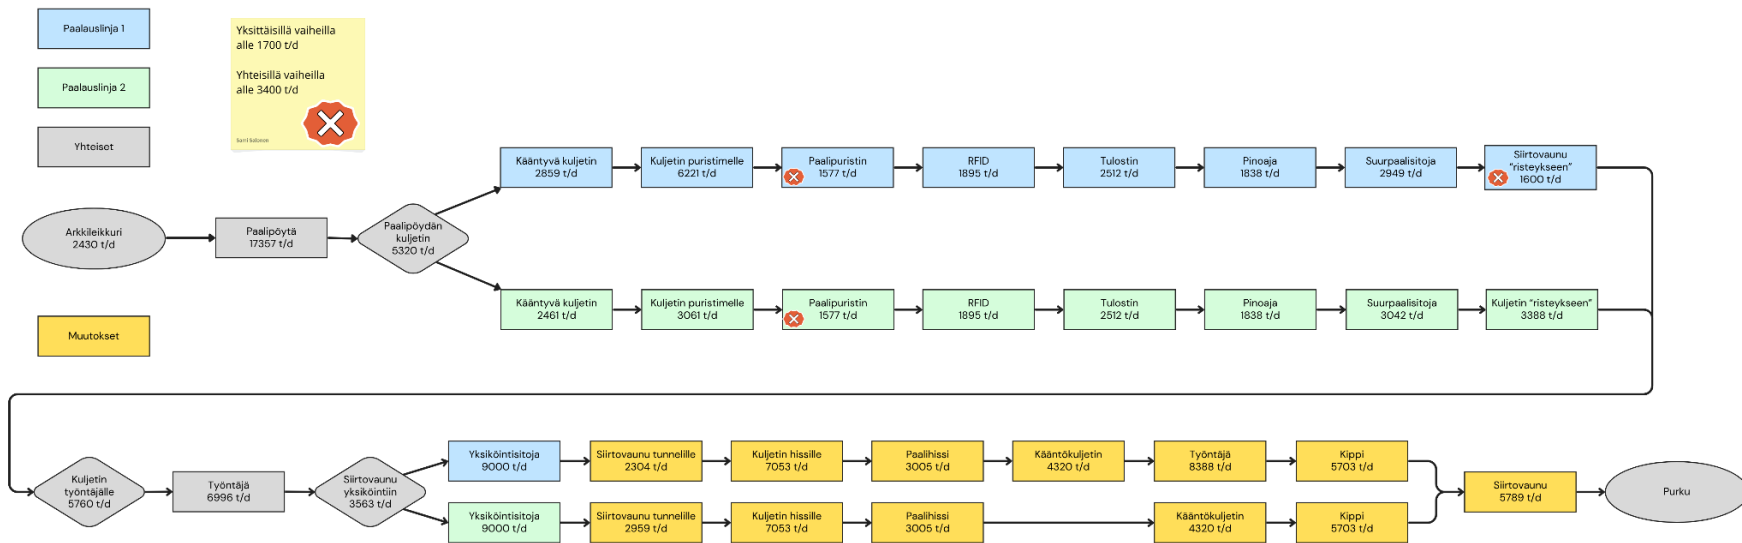 Paalauslinja 1
Paalauslinja 2
Yhteiset
Muutokset
Yksittäisillä vaiheilla
alle 1700 t/d
Yhteisillä vaiheilla
alle 3400 t/d
Arkkileikkuri
2430 t/d
Paalipöytä
17357 t/d
Paalipöydän
kuljetin
5320 t/d
Kääntyvä kuljetin
2859 t/d
Kuljetin puristimelle
6221 t/d
Paalipuristin
1577 t/d
RFID
1895 t/d
Tulostin
2512 t/d
Pinoaja
1838 t/d
Suurpaalisitoja
2949 t/d
Siirtovaunu
"risteykseen"
1600 t/d
Kääntyvä kuljetin
2461 t/d
Kuljetin puristimelle
3061 t/d
Paalipuristin
1577 t/d
RFID
1895 t/d
Tulostin
2512 t/d
Pinoaja
1838 t/d
Suurpaalisitoja
3042 t/d
Kuljetin "risteykseen"
3388 t/d
Kuljetin
työntäjälle
5760 t/d
Työntäjä
6996 t/d
Siirtovaunu
yksiköintiin
3563 t/d
Yksiköintisitoja
9000 t/d
Siirtovaunu tunnelille
2304 t/d
Kuljetin hissille
7053 t/d
Paalihissi
3005 t/d
Kääntökuljetin
4320 t/d
Työntäjä
8388 t/d
Kippi
5703 t/d
Yksiköintisitoja
9000 t/d
Siirtovaunu tunnelille
2959 t/d
Kuljetin hissille
7053 t/d
Paalihissi
3005 t/d
Kääntökuljetin
4320 t/d
Kippi
5703 t/d
Siirtovaunu
5789 t/d
Purku